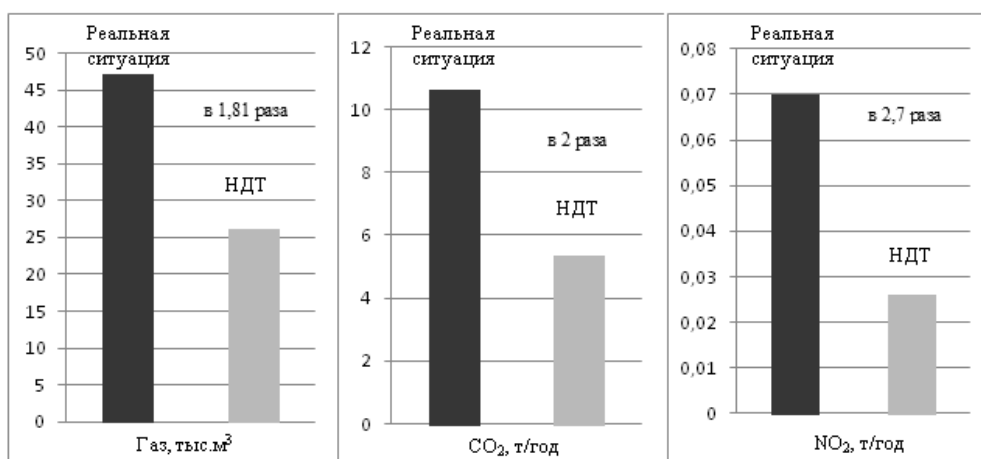 Реальная
ситуация
50
45
40
35
30
25
20
15
10
5
0
в 1,81 раза
НДТ
Газ, тыс.м³
Реальная
ситуация
12
10
8
6
4
2
0
в 2 раза
НДТ
CO₂, т/год
Реальная
ситуация
0,08
0,07
0,06
0,05
0,04
0,03
0,02
0,01
0
в 2,7 раза
НДТ
NO₂, т/год